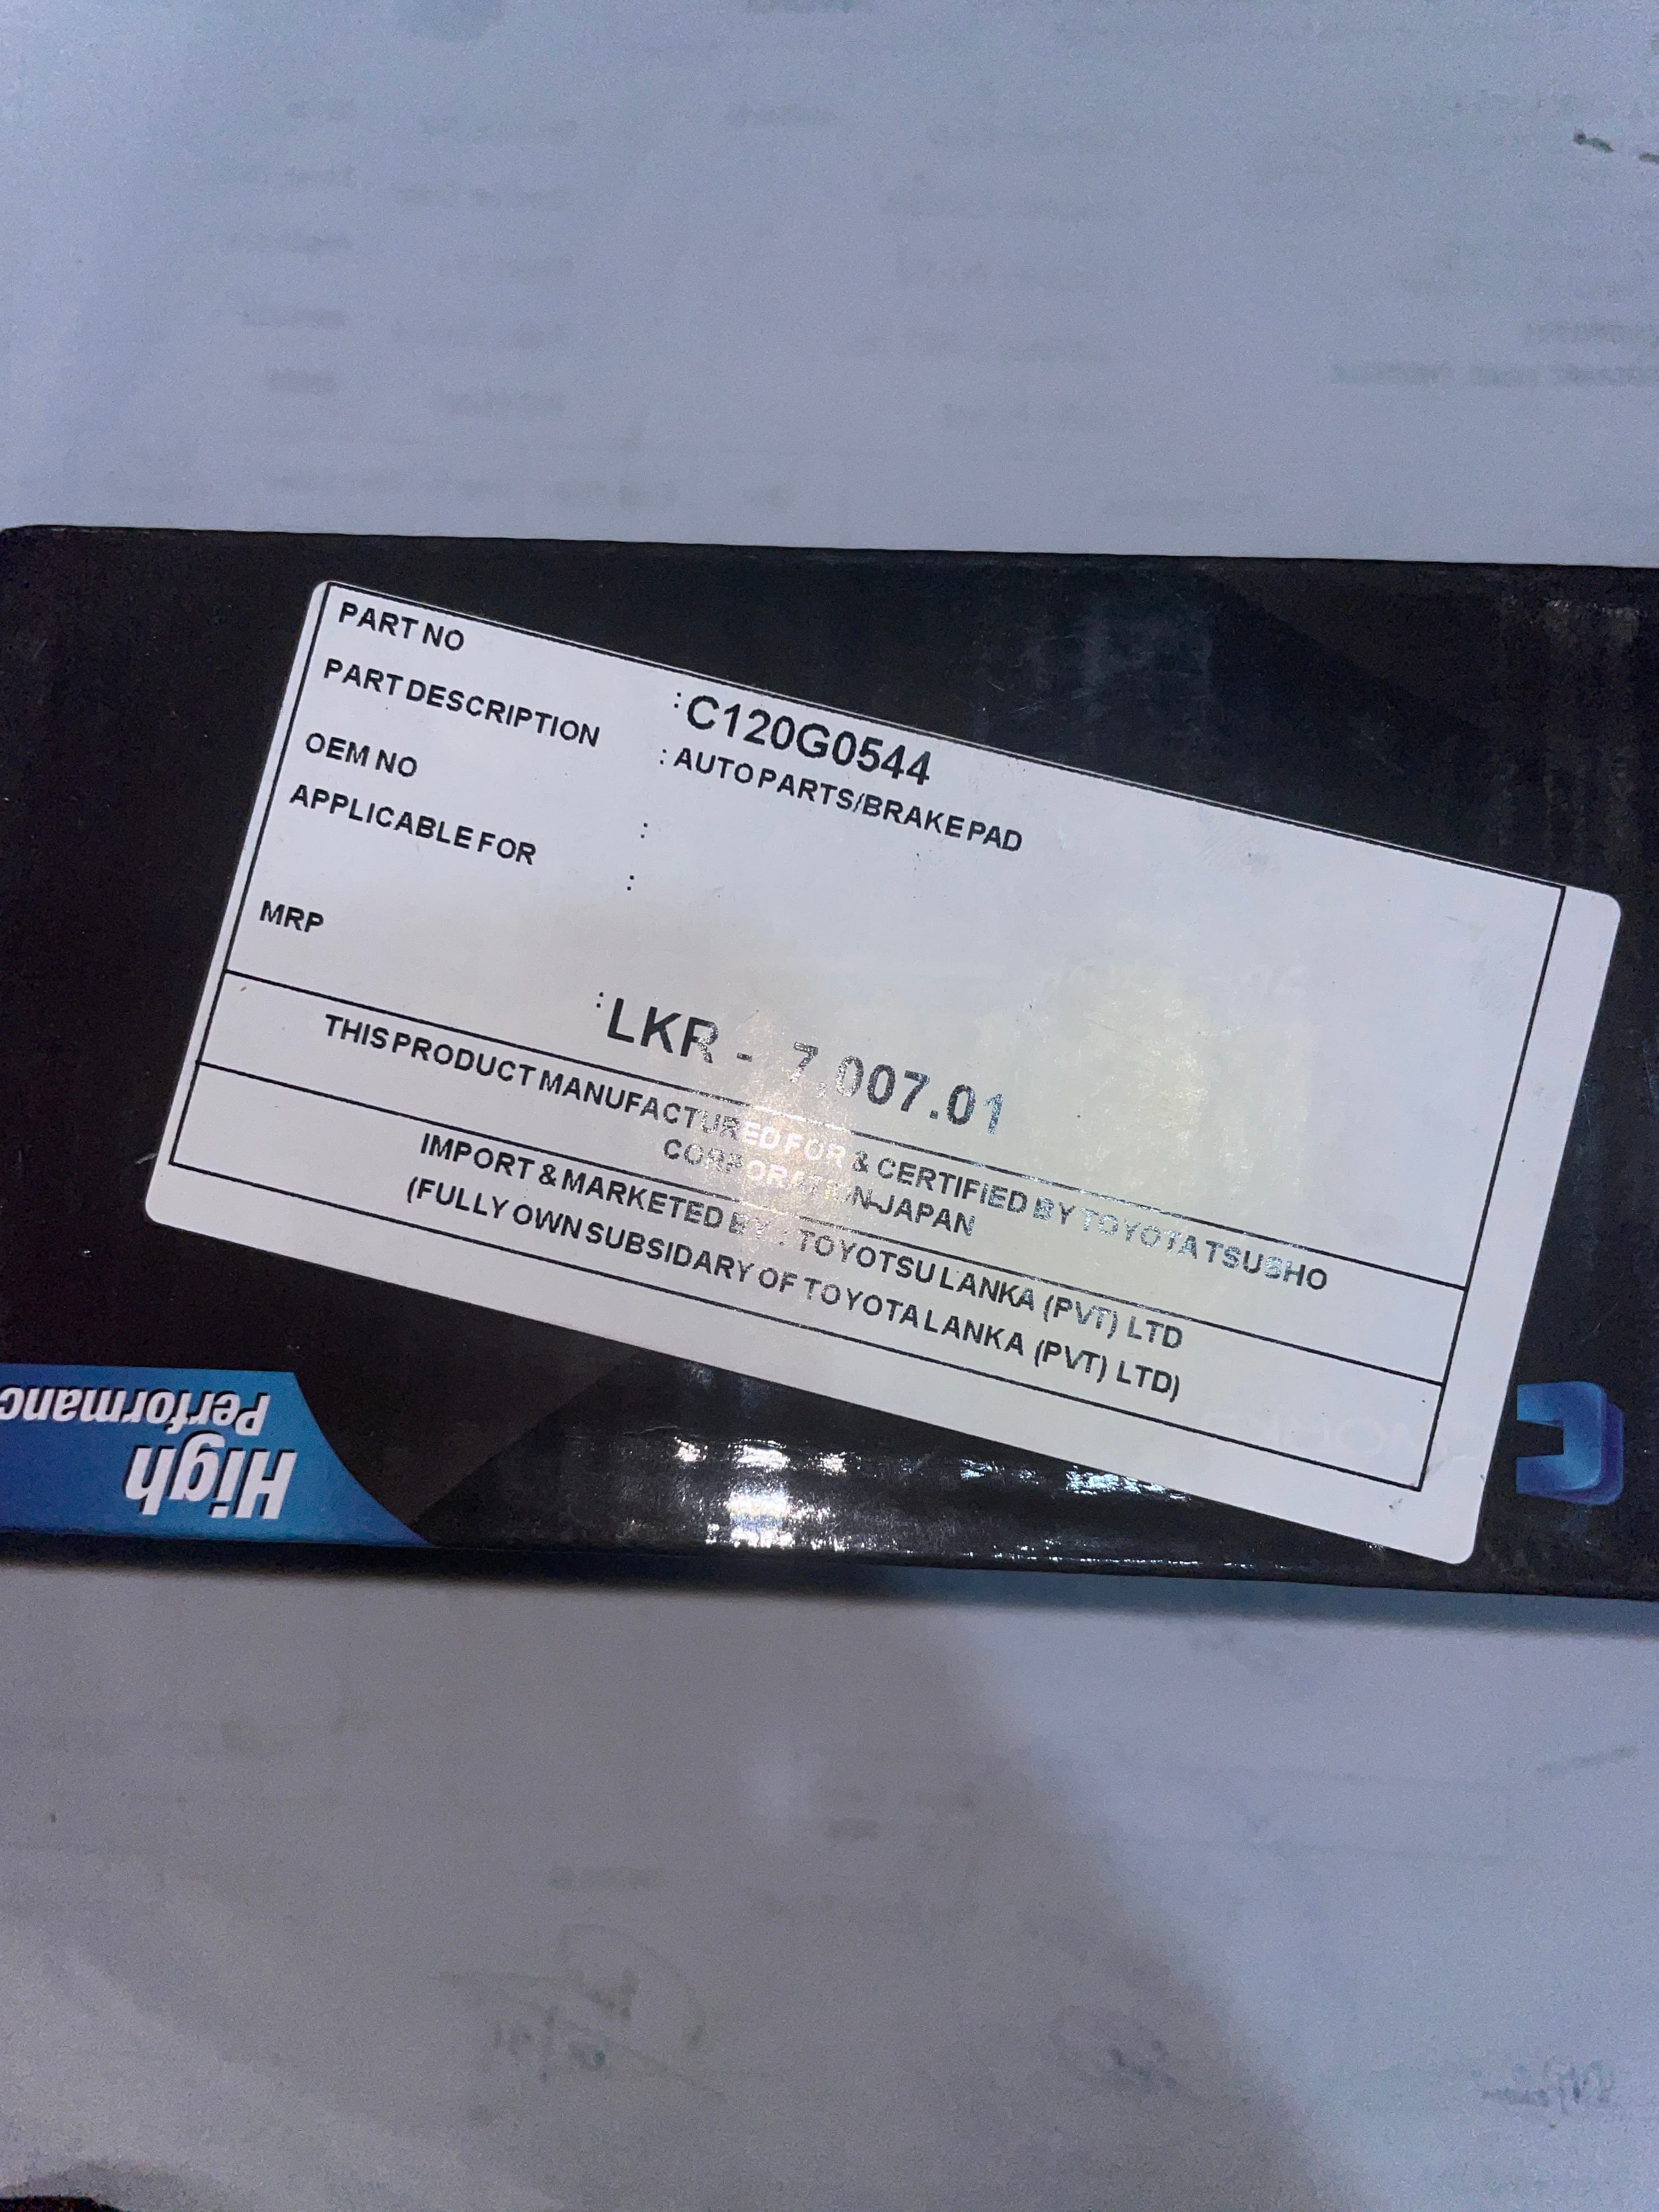 PART NO : C120G0544
PART DESCRIPTION : AUTO PARTS/BRAKE PAD
OEM NO :
APPLICABLE FOR :
MRP : LKR - 7,007.01
THIS PRODUCT MANUFACTURED FOR & CERTIFIED BY TOYOTA TSUSHO
CORPORATION-JAPAN
IMPORT & MARKETED BY : TOYOTSU LANKA (PVT) LTD
(FULLY OWN SUBSIDARY OF TOYOTA LANKA (PVT) LTD)
High
Performanc